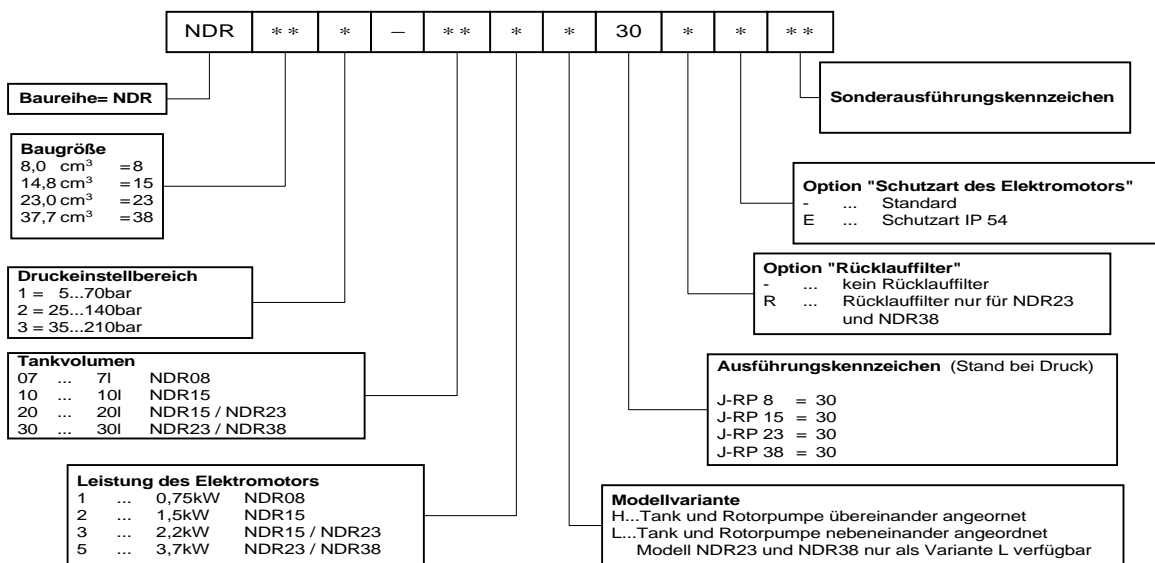 NDR ** * – ** * * 30 * * **
Baureihe= NDR
Sonderausführungskennzeichen
Baugröße
8,0 cm³ =8
14,8 cm³ =15
23,0 cm³ =23
37,7 cm³ =38
Option "Schutzart des Elektromotors"
- ... Standard
E ... Schutzart IP 54
Druckeinstellbereich
1 = 5...70bar
2 = 25...140bar
3 = 35...210bar
Option "Rücklauffilter"
- ... kein Rücklauffilter
R ... Rücklauffilter nur für NDR23
und NDR38
Tankvolumen
07 ... 7l NDR08
10 ... 10l NDR15
20 ... 20l NDR15 / NDR23
30 ... 30l NDR23 / NDR38
Ausführungskennzeichen (Stand bei Druck)
J-RP 8 = 30
J-RP 15 = 30
J-RP 23 = 30
J-RP 38 = 30
Leistung des Elektromotors
1 ... 0,75kW NDR08
2 ... 1,5kW NDR15
3 ... 2,2kW NDR15 / NDR23
5 ... 3,7kW NDR23 / NDR38
Modellvariante
H...Tank und Rotorpumpe übereinander angeornet
L...Tank und Rotorpumpe nebeneinander angeordnet
Modell NDR23 und NDR38 nur als Variante L verfügbar